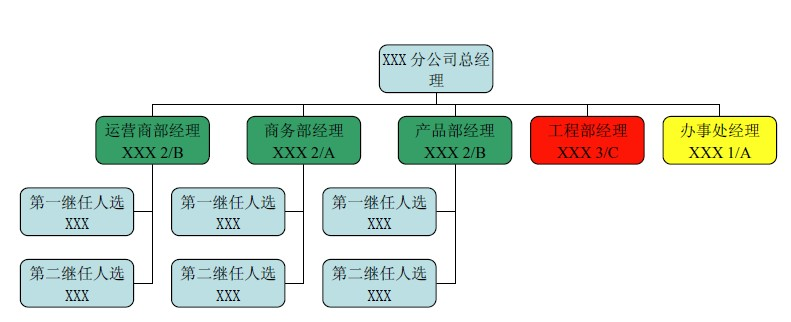 XXX 分公司总经
理
运营商部经理
XXX 2/B
商务部经理
XXX 2/A
产品部经理
XXX 2/B
工程部经理
XXX 3/C
办事处经理
XXX 1/A
第一继任人选
XXX
第一继任人选
XXX
第一继任人选
XXX
第二继任人选
XXX
第二继任人选
XXX
第二继任人选
XXX